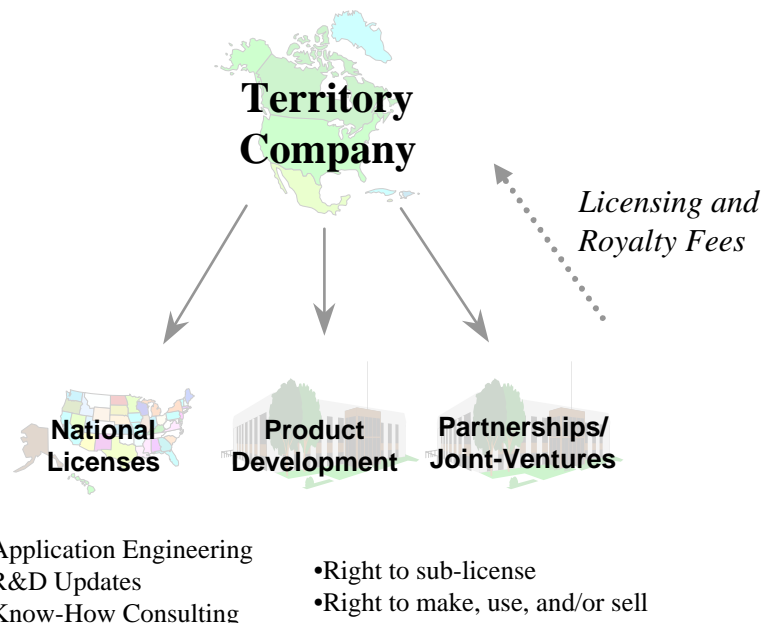 Territory
Company
Licensing and
Royalty Fees
National
Licenses
Product
Development
Partnerships/
Joint-Ventures
Application Engineering
R&D Updates
Know-How Consulting
•Right to sub-license
•Right to make, use, and/or sell